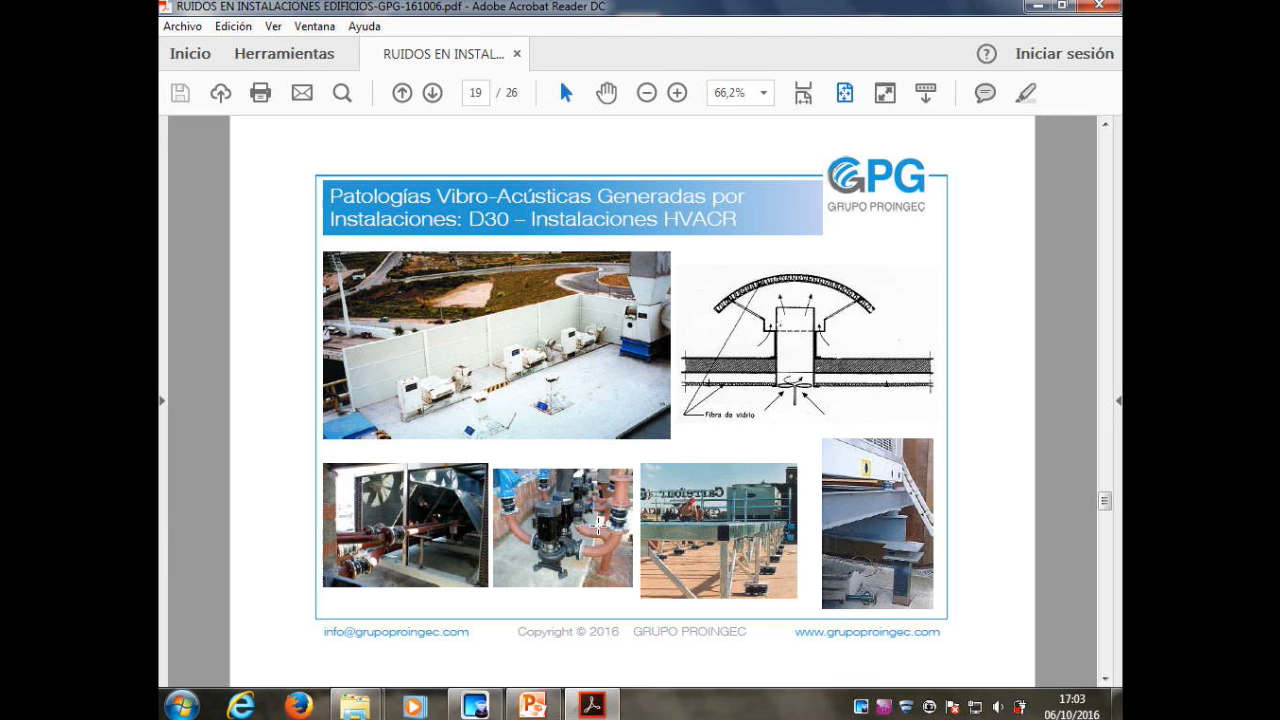 RUIDOS EN INSTALACIONES EDIFICIOS-GPG-161006.pdf - Adobe Acrobat Reader DC
Archivo Edición Ver Ventana Ayuda
Inicio Herramientas RUIDOS EN INSTAL... × Iniciar sesión
19 / 26 66,2%
GPG
GRUPO PROINGEC
Patologías Vibro-Acústicas Generadas por
Instalaciones: D30 – Instalaciones HVACR
Fibra de vidrio
Carrefour
info@grupoproingec.com Copyright © 2016 GRUPO PROINGEC www.grupoproingec.com
17:03
06/10/2016